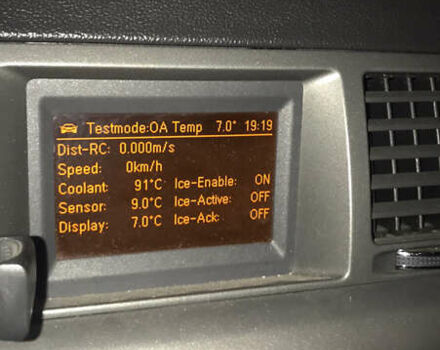 Testmode:OA Temp 7.0° 19:19
Dist-RC: 0.000m/s
Speed: 0km/h
Coolant: 91°C Ice-Enable: ON
Sensor: 9.0°C Ice-Active: OFF
Display: 7.0°C Ice-Ack: OFF